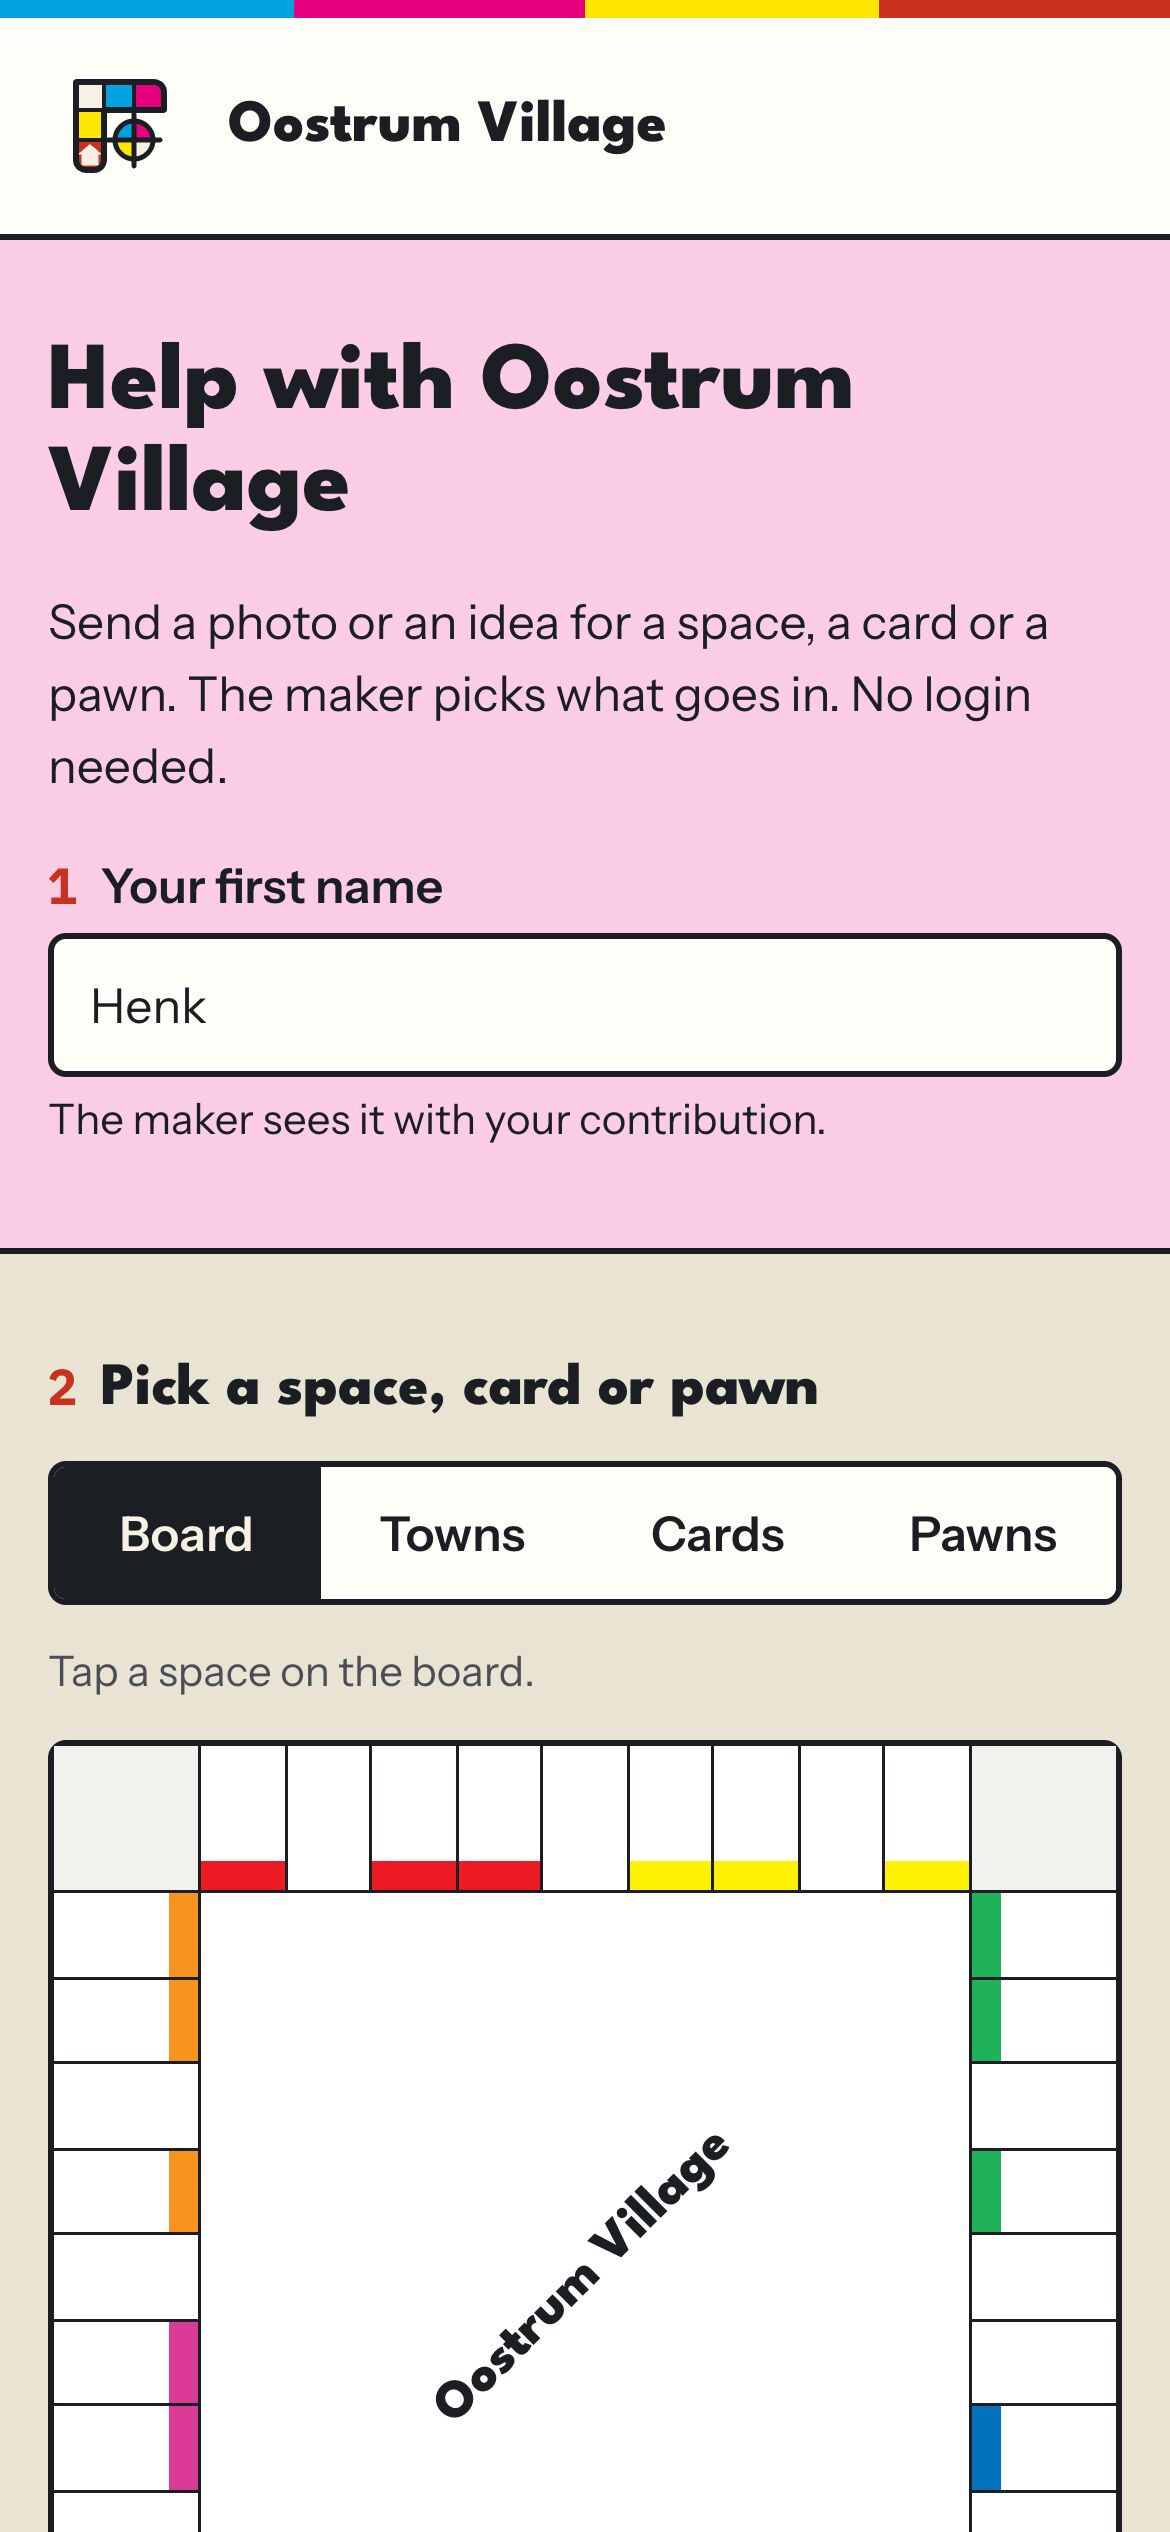 Oostrum Village
Help with Oostrum
Village
Send a photo or an idea for a space, a card or a
pawn. The maker picks what goes in. No login
needed.
1 Your first name
Henk
The maker sees it with your contribution.
2 Pick a space, card or pawn
Board Towns Cards Pawns
Tap a space on the board.
Oostrum Village